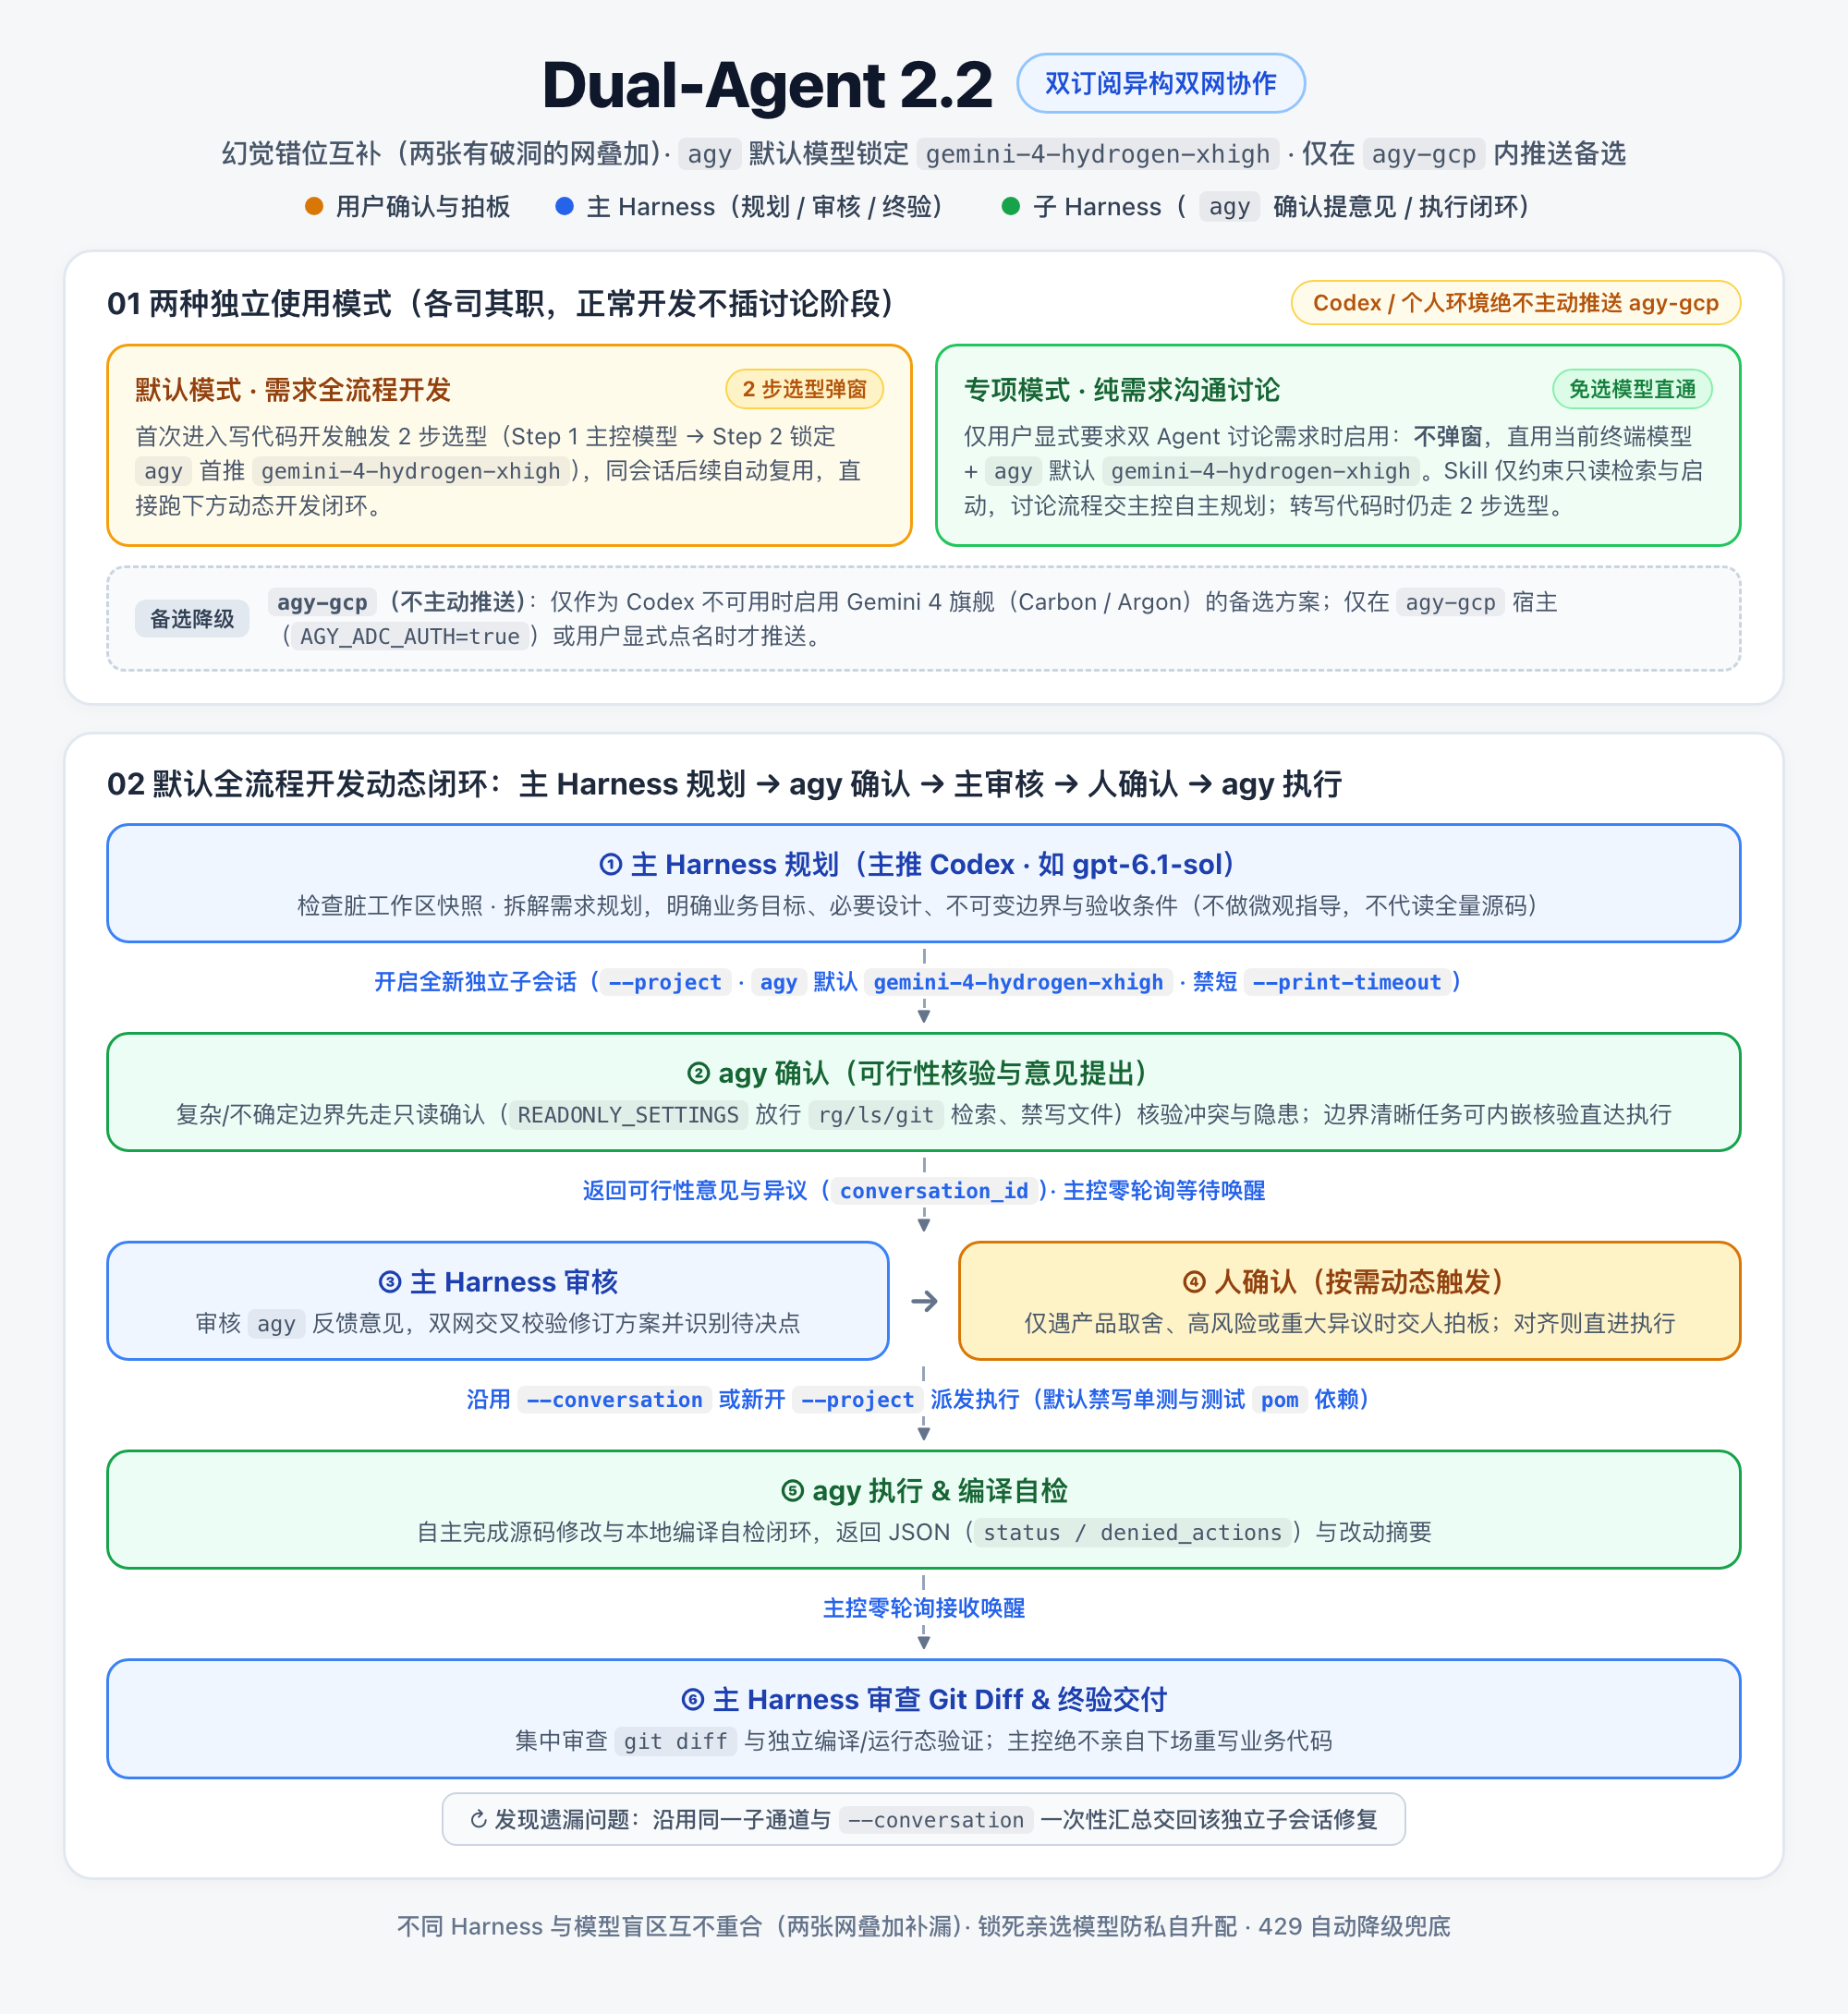 Dual-Agent 2.2 双订阅异构双网协作
幻觉错位互补（两张有破洞的网叠加）· agy 默认模型锁定 gemini-4-hydrogen-xhigh · 仅在 agy-gcp 内推送备选
用户确认与拍板 主 Harness（规划 / 审核 / 终验） 子 Harness（ agy 确认提意见 / 执行闭环）
01 两种独立使用模式（各司其职，正常开发不插讨论阶段） Codex / 个人环境绝不主动推送 agy-gcp
默认模式 · 需求全流程开发 2 步选型弹窗
首次进入写代码开发触发 2 步选型（Step 1 主控模型 → Step 2 锁定
agy 首推 gemini-4-hydrogen-xhigh），同会话后续自动复用，直
接跑下方动态开发闭环。
专项模式 · 纯需求沟通讨论 免选模型直通
仅用户显式要求双 Agent 讨论需求时启用：不弹窗，直用当前终端模型
+ agy 默认 gemini-4-hydrogen-xhigh。Skill 仅约束只读检索与启
动，讨论流程交主控自主规划；转写代码时仍走 2 步选型。
备选降级
agy-gcp（不主动推送）：仅作为 Codex 不可用时启用 Gemini 4 旗舰（Carbon / Argon）的备选方案；仅在 agy-gcp 宿主
（AGY_ADC_AUTH=true）或用户显式点名时才推送。
02 默认全流程开发动态闭环：主 Harness 规划 → agy 确认 → 主审核 → 人确认 → agy 执行
① 主 Harness 规划（主推 Codex · 如 gpt-6.1-sol）
检查脏工作区快照 · 拆解需求规划，明确业务目标、必要设计、不可变边界与验收条件（不做微观指导，不代读全量源码）
开启全新独立子会话（--project · agy 默认 gemini-4-hydrogen-xhigh · 禁短 --print-timeout）
② agy 确认（可行性核验与意见提出）
复杂/不确定边界先走只读确认（READONLY_SETTINGS 放行 rg/ls/git 检索、禁写文件）核验冲突与隐患；边界清晰任务可内嵌核验直达执行
返回可行性意见与异议（conversation_id）· 主控零轮询等待唤醒
③ 主 Harness 审核
审核 agy 反馈意见，双网交叉校验修订方案并识别待决点
→
④ 人确认（按需动态触发）
仅遇产品取舍、高风险或重大异议时交人拍板；对齐则直进执行
沿用 --conversation 或新开 --project 派发执行（默认禁写单测与测试 pom 依赖）
⑤ agy 执行 & 编译自检
自主完成源码修改与本地编译自检闭环，返回 JSON（status / denied_actions）与改动摘要
主控零轮询接收唤醒
⑥ 主 Harness 审查 Git Diff & 终验交付
集中审查 git diff 与独立编译/运行态验证；主控绝不亲自下场重写业务代码
↻ 发现遗漏问题：沿用同一子通道与 --conversation 一次性汇总交回该独立子会话修复
不同 Harness 与模型盲区互不重合（两张网叠加补漏）· 锁死亲选模型防私自升配 · 429 自动降级兜底